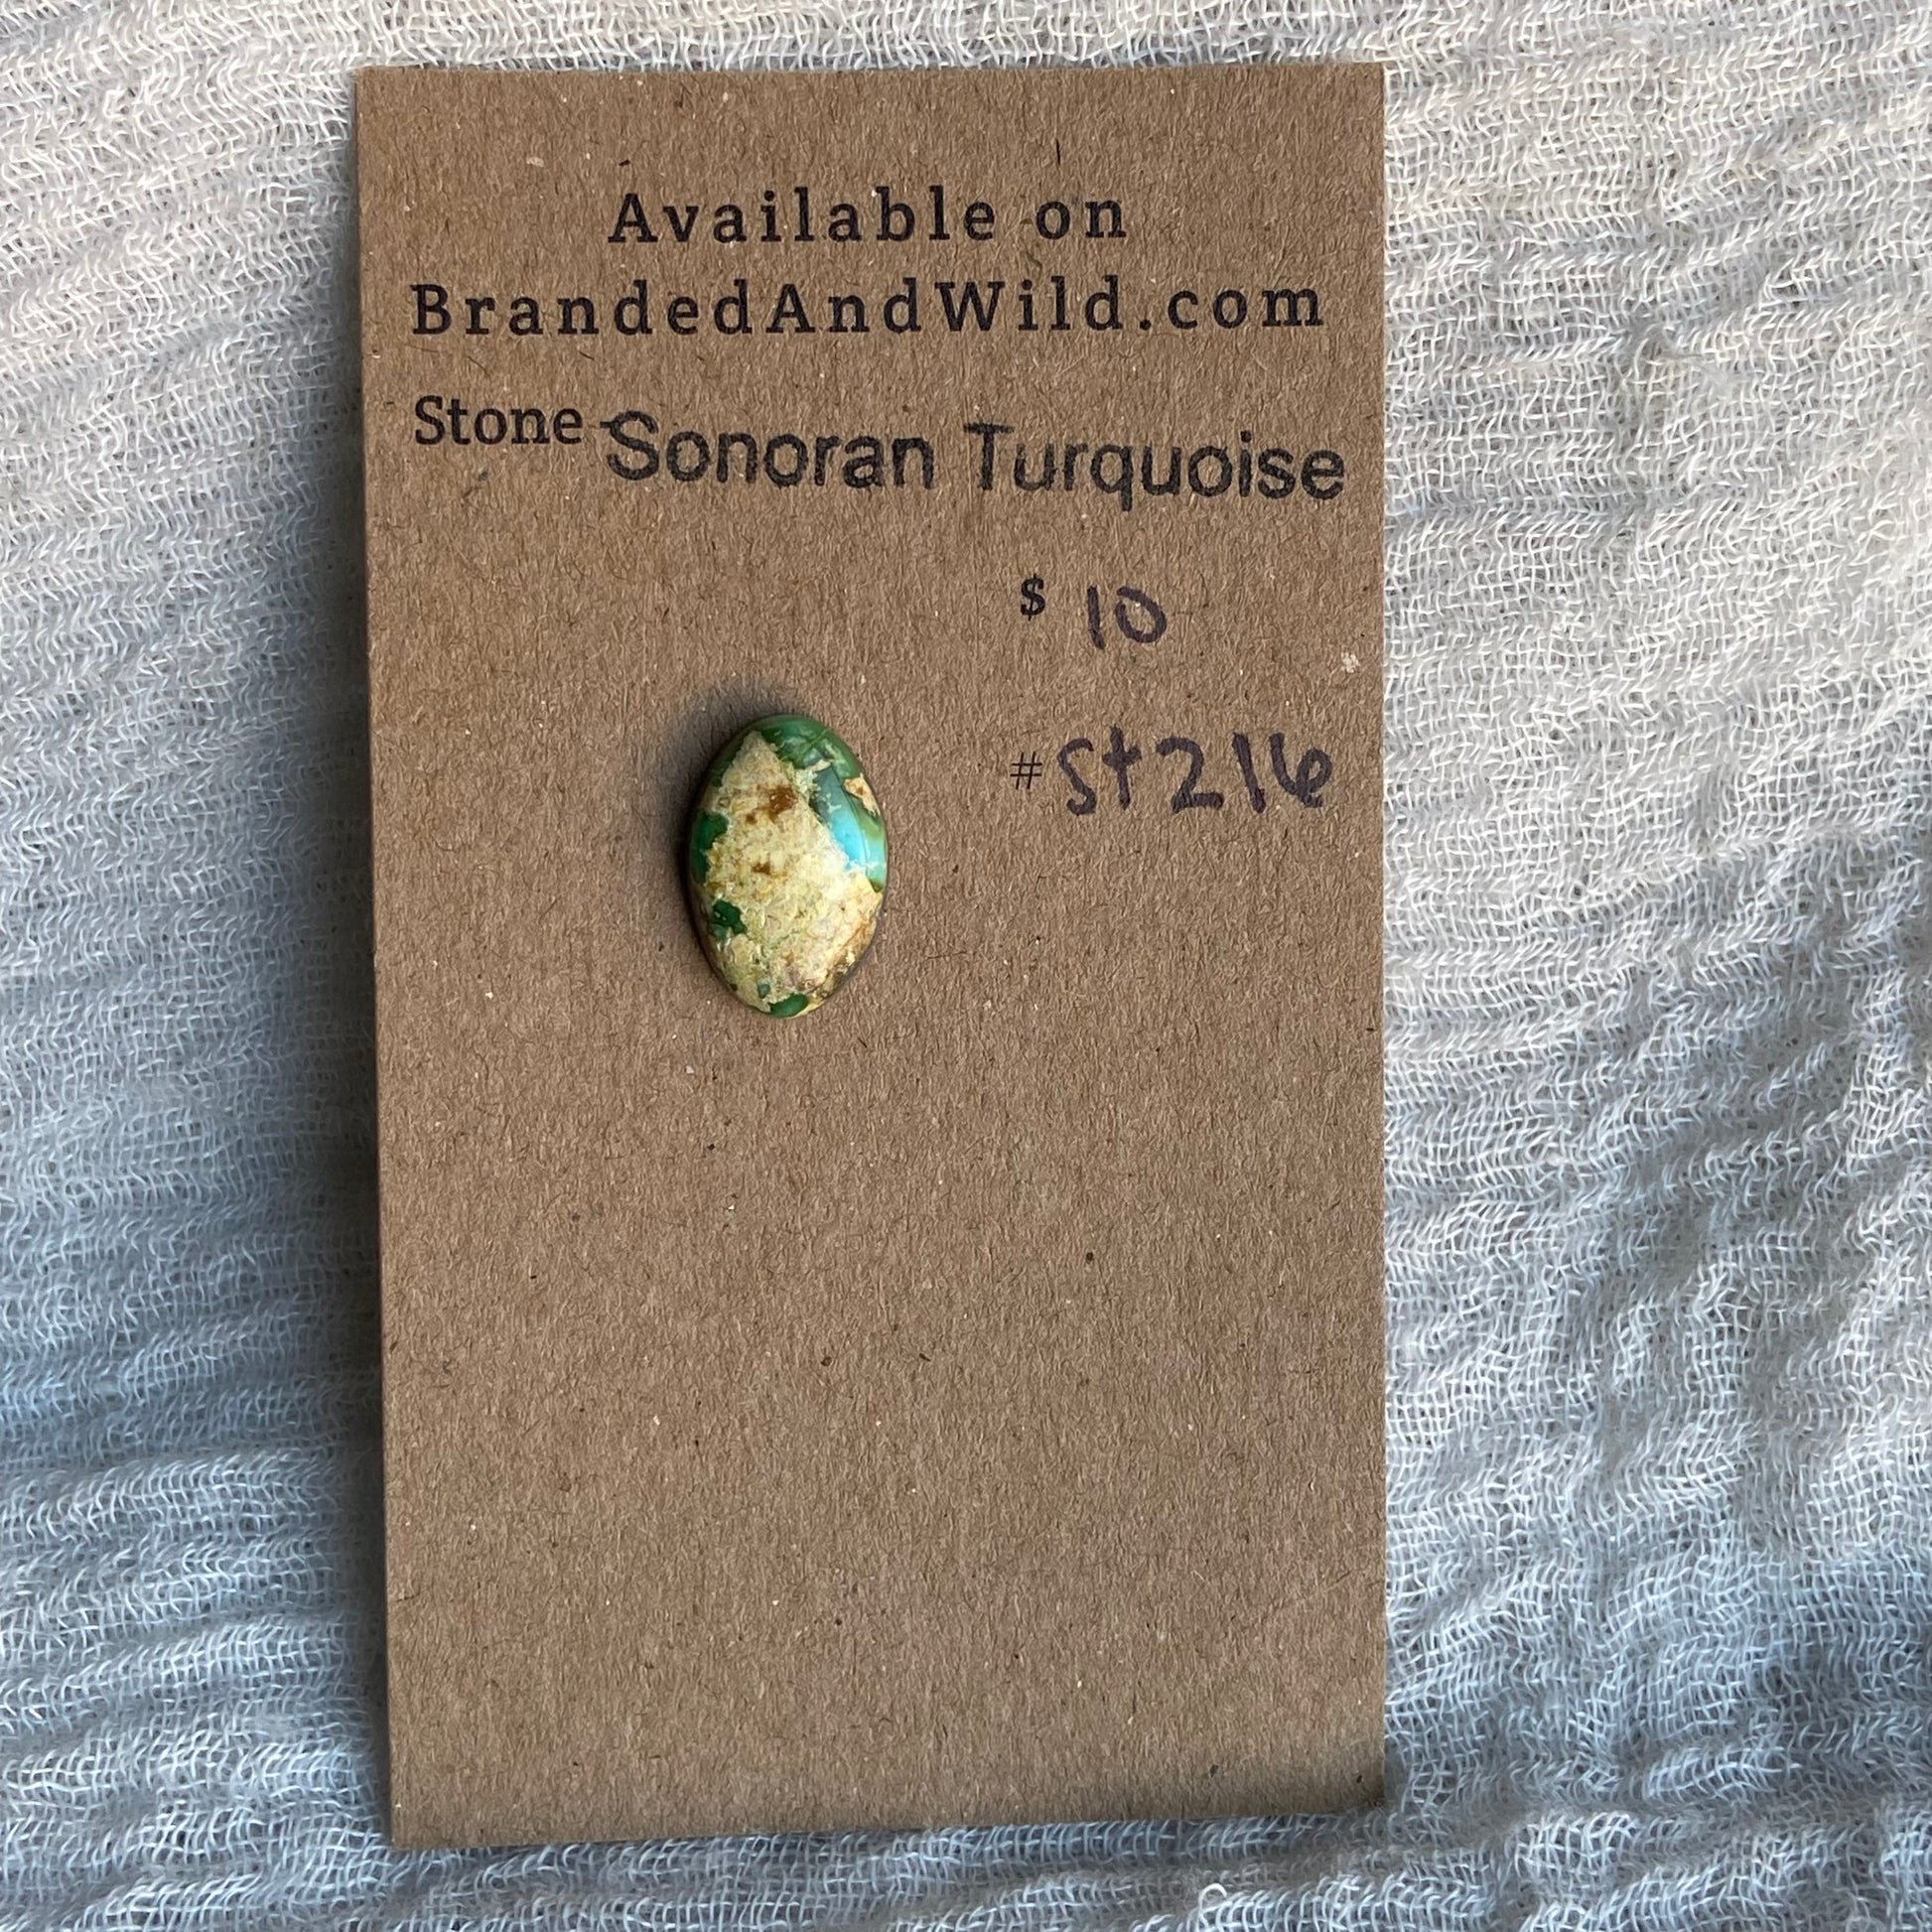 Available on
BrandedAndWild.com
Stone - Sonoran Turquoise
$ 10
# St216